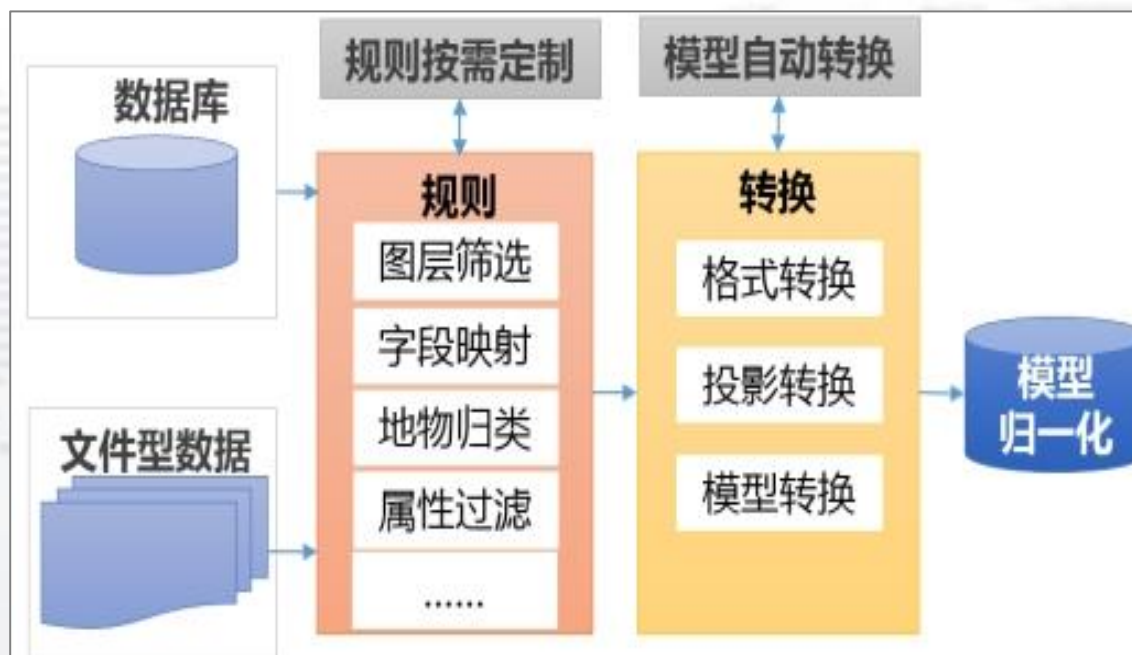 规则按需定制
模型自动转换
数据库
规则
图层筛选
字段映射
地物归类
属性过滤
......
文件型数据
转换
格式转换
投影转换
模型转换
模型
归一化